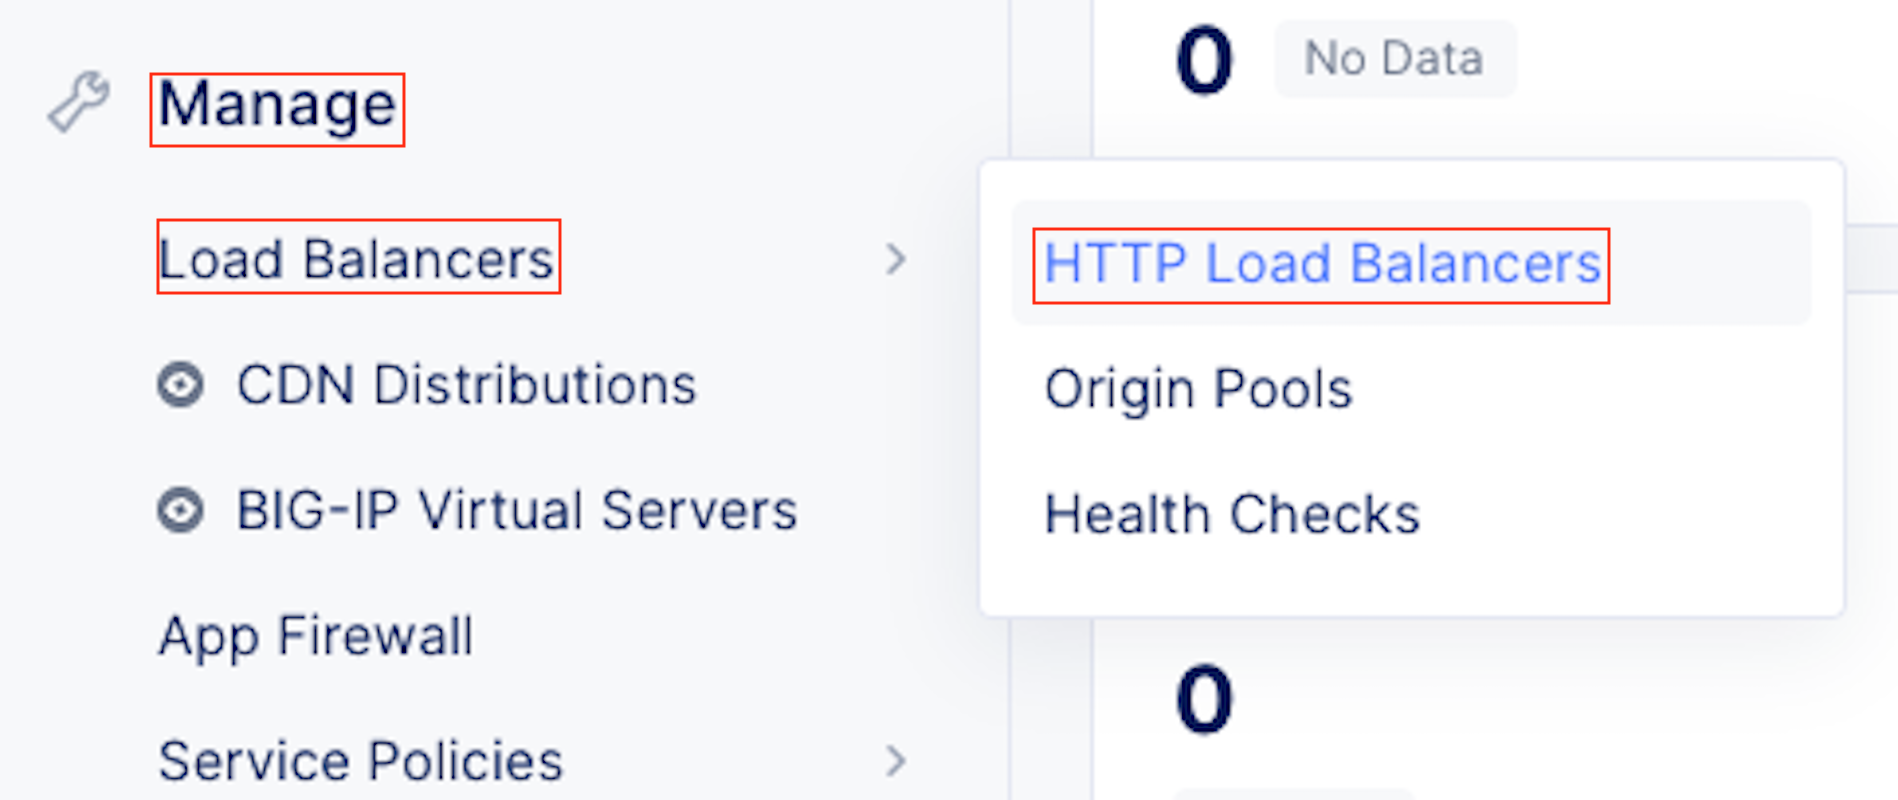 Manage
Load Balancers
CDN Distributions
BIG-IP Virtual Servers
App Firewall
Service Policies
0 No Data
HTTP Load Balancers
Origin Pools
Health Checks
0